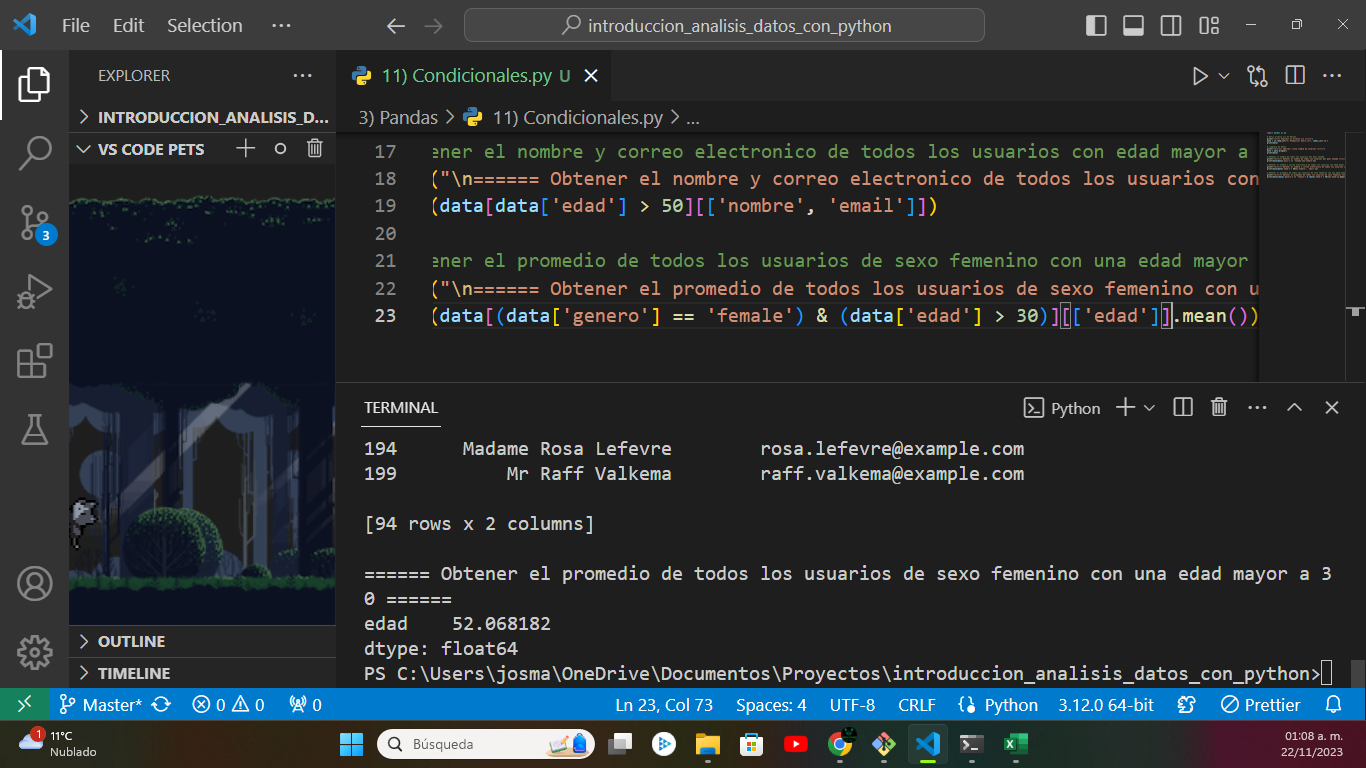 File Edit Selection ··· introduccion_analisis_datos_con_python
EXPLORER ···
INTRODUCCION_ANALISIS_D...
VS CODE PETS
11) Condicionales.py U
3) Pandas > 11) Condicionales.py > ...
17 ener el nombre y correo electronico de todos los usuarios con edad mayor a
18 ("\n====== Obtener el nombre y correo electronico de todos los usuarios con
19 (data[data['edad'] > 50][['nombre', 'email']])
20
21 ener el promedio de todos los usuarios de sexo femenino con una edad mayor
22 ("\n====== Obtener el promedio de todos los usuarios de sexo femenino con u
23 (data[(data['genero'] == 'female') & (data['edad'] > 30)][['edad']].mean())
3
TERMINAL
Python
194 Madame Rosa Lefevre rosa.lefevre@example.com
199 Mr Raff Valkema raff.valkema@example.com
[94 rows x 2 columns]
====== Obtener el promedio de todos los usuarios de sexo femenino con una edad mayor a 3
0 ======
edad 52.068182
dtype: float64
PS C:\Users\josma\OneDrive\Documentos\Proyectos\introduccion_analisis_datos_con_python>
OUTLINE
TIMELINE
Master* 0 0 0 Ln 23, Col 73 Spaces: 4 UTF-8 CRLF Python 3.12.0 64-bit Prettier
1 11°C
Nublado
Búsqueda
01:08 a. m.
22/11/2023